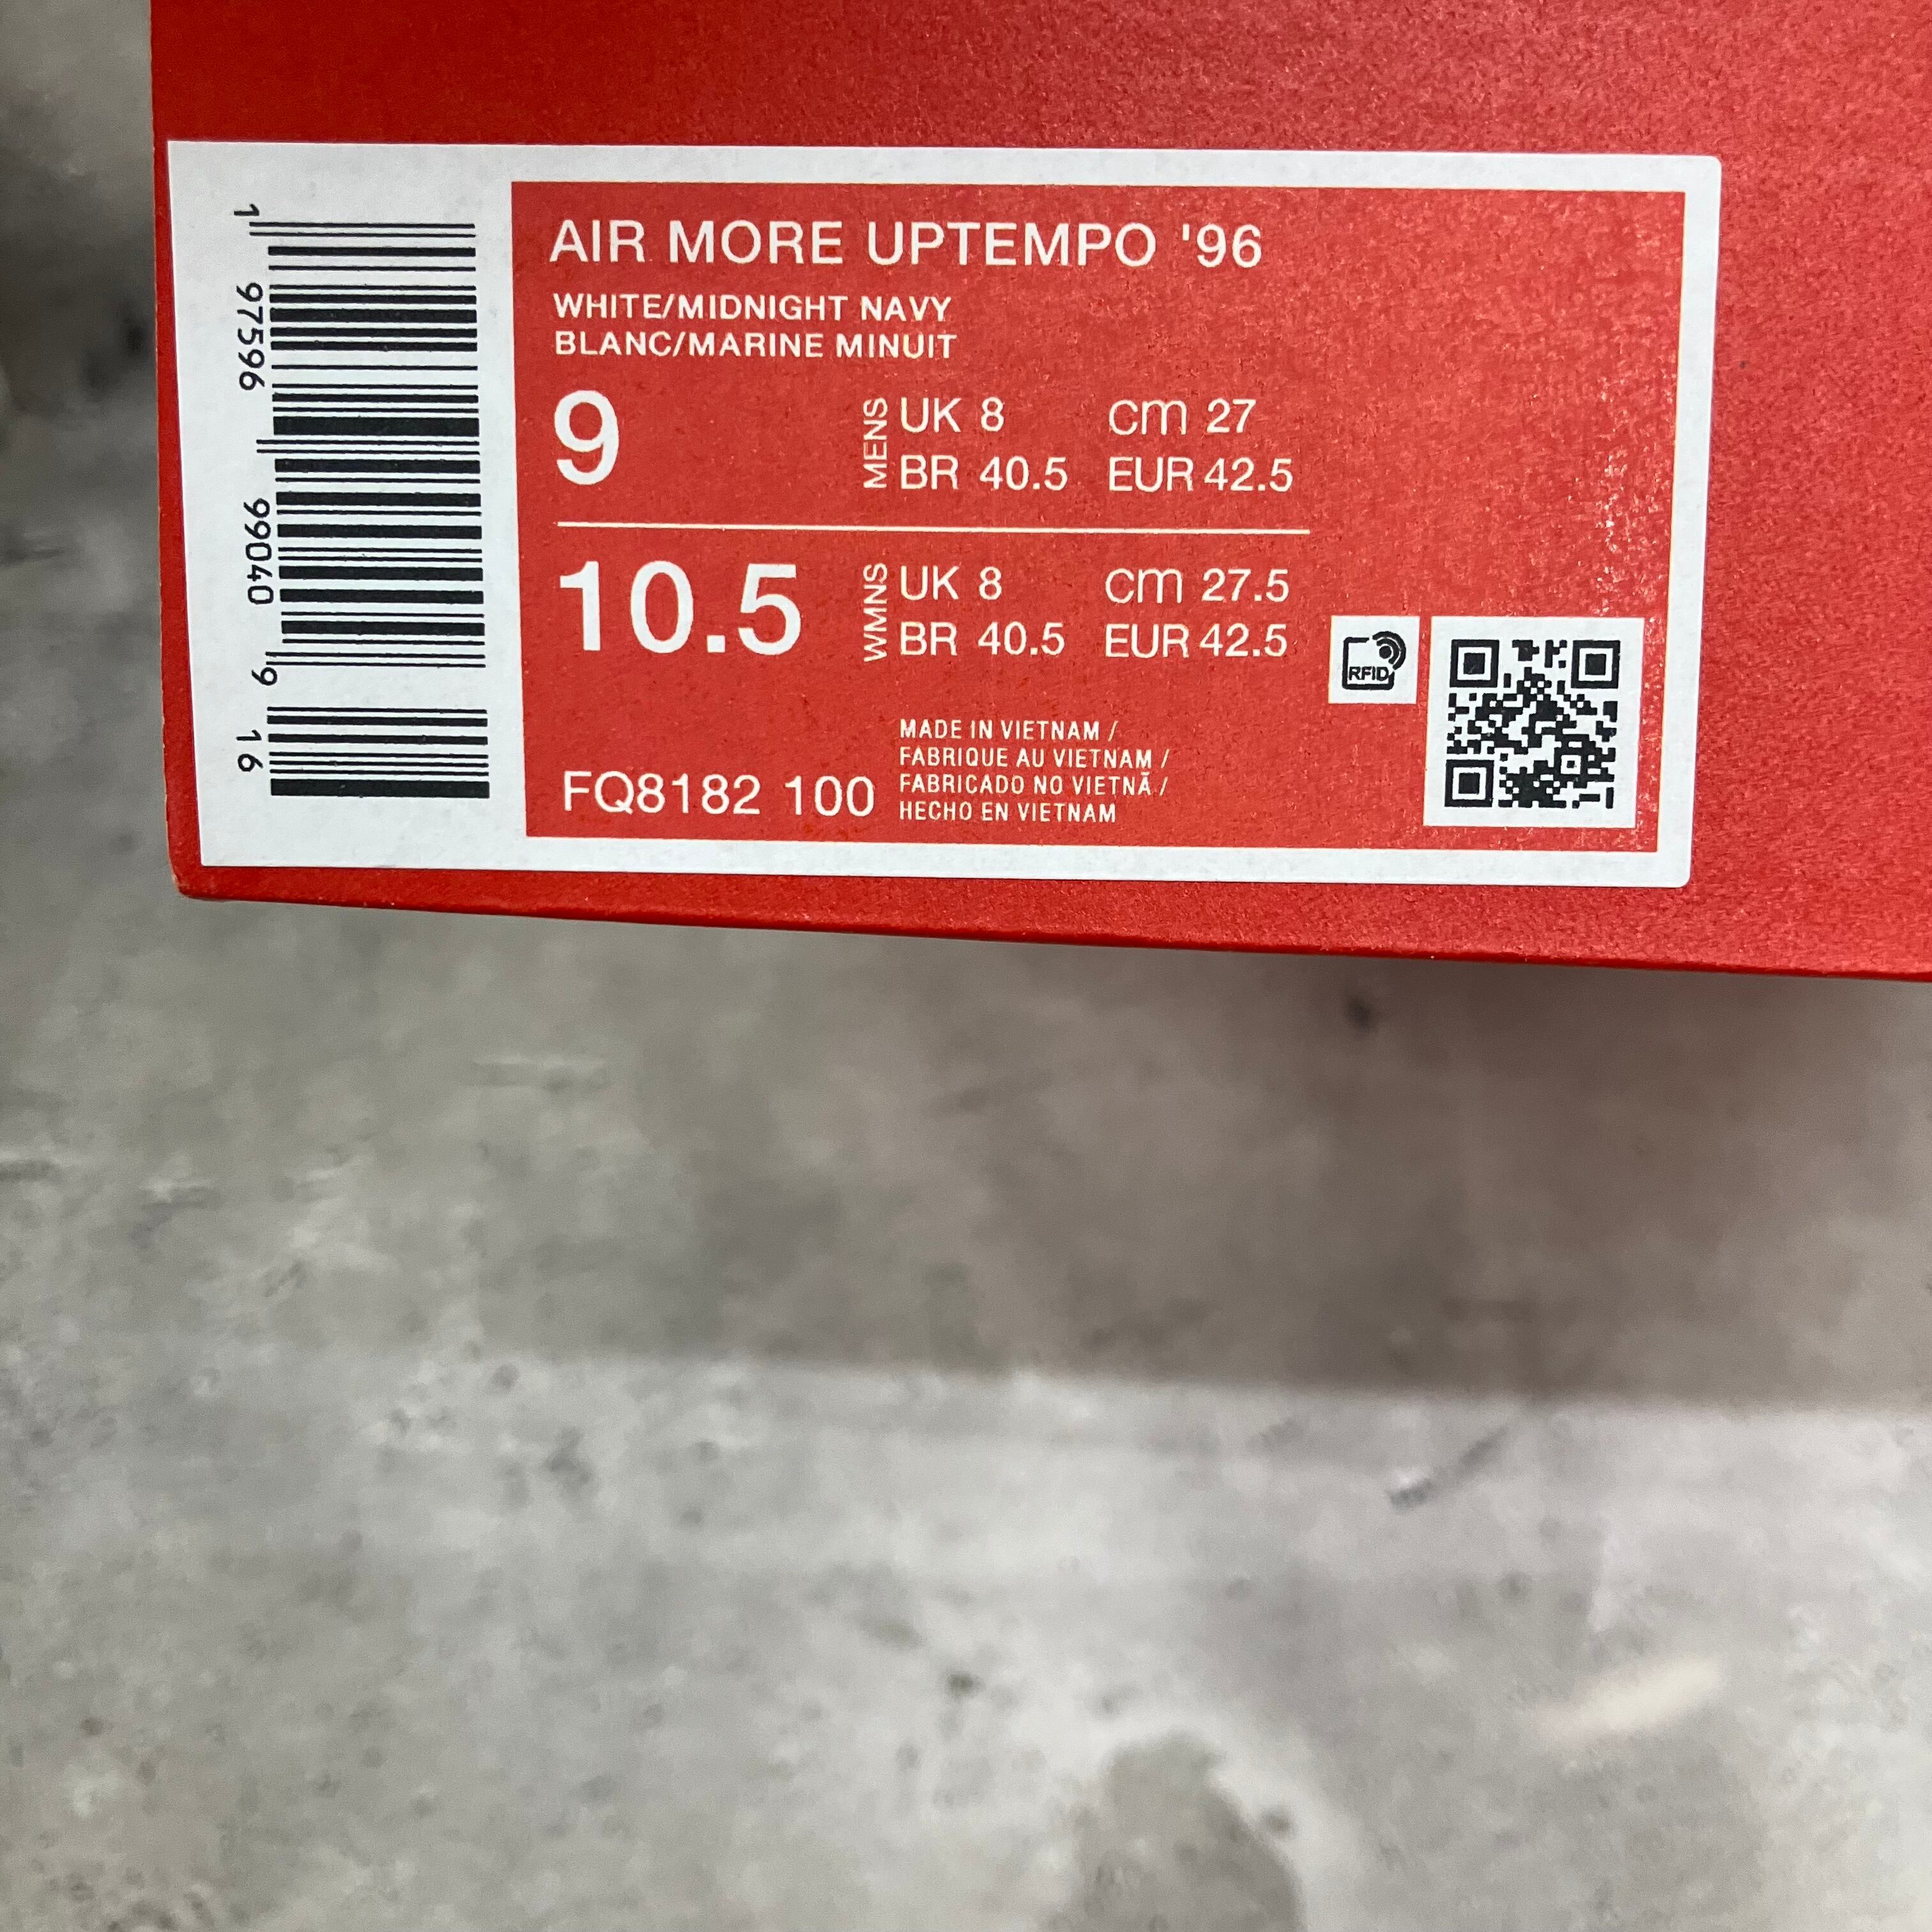 1 97596 99040 9 16
AIR MORE UPTEMPO '96
WHITE/MIDNIGHT NAVY
BLANC/MARINE MINUIT
9 MENS UK 8 cm 27
BR 40.5 EUR 42.5
10.5 WMNS UK 8 cm 27.5
BR 40.5 EUR 42.5
RFID
FQ8182 100
MADE IN VIETNAM /
FABRIQUE AU VIETNAM /
FABRICADO NO VIETNÃ /
HECHO EN VIETNAM